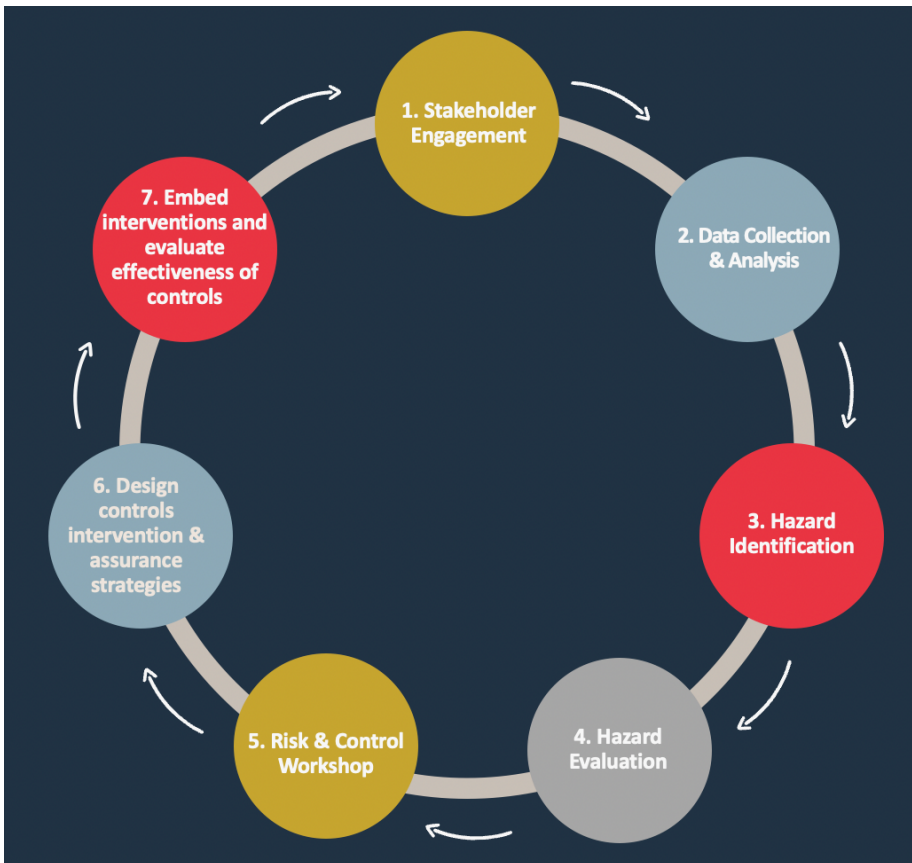 1. Stakeholder
Engagement
2. Data Collection
& Analysis
3. Hazard
Identification
4. Hazard
Evaluation
5. Risk & Control
Workshop
6. Design
controls
intervention &
assurance
strategies
7. Embed
interventions and
evaluate
effectiveness of
controls